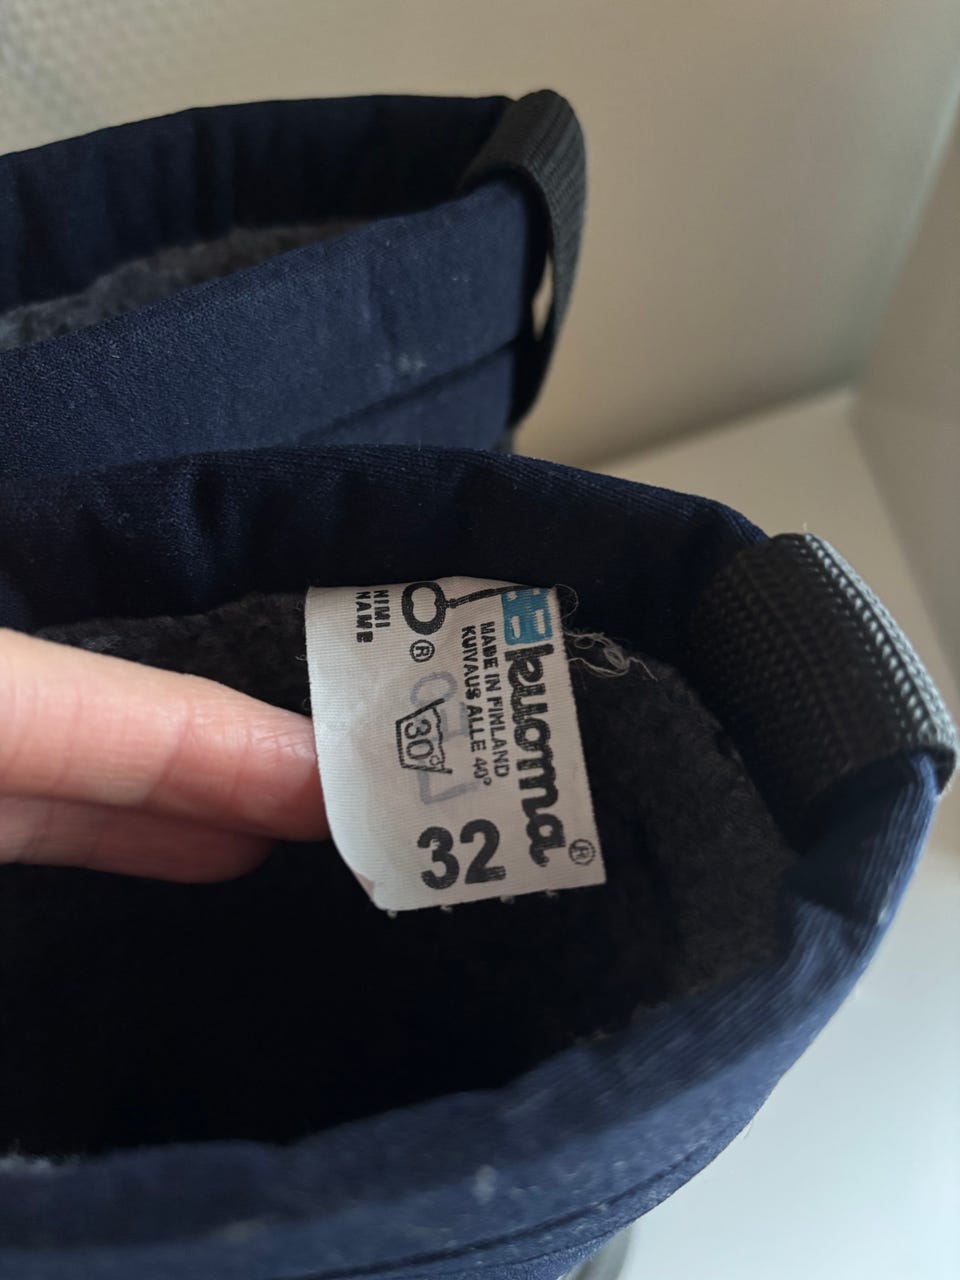 kuoma®
MADE IN FINLAND
KUIVAUS ALLE 40°
®
30°
NIMI
NAME
32